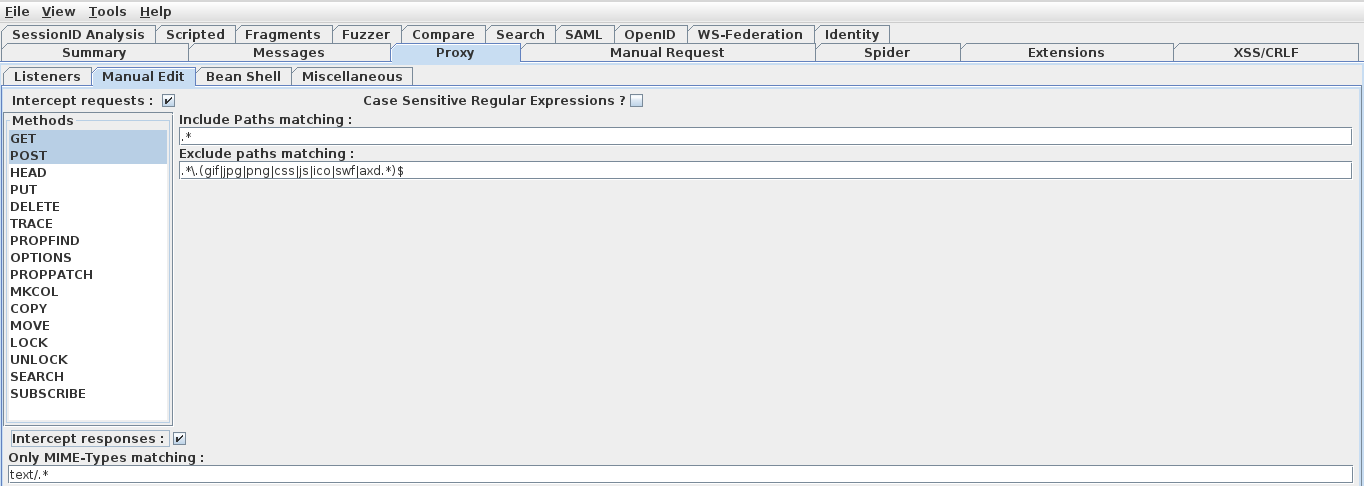 File View Tools Help
SessionID Analysis Scripted Fragments Fuzzer Compare Search SAML OpenID WS-Federation Identity
Summary Messages Proxy Manual Request Spider Extensions XSS/CRLF
Listeners Manual Edit Bean Shell Miscellaneous
Intercept requests : Case Sensitive Regular Expressions ?
Methods
GET
POST
HEAD
PUT
DELETE
TRACE
PROPFIND
OPTIONS
PROPPATCH
MKCOL
COPY
MOVE
LOCK
UNLOCK
SEARCH
SUBSCRIBE
Include Paths matching :
.*
Exclude paths matching :
.*\.(gif|jpg|png|css|js|ico|swf|axd.*)$
Intercept responses :
Only MIME-Types matching :
text/.*